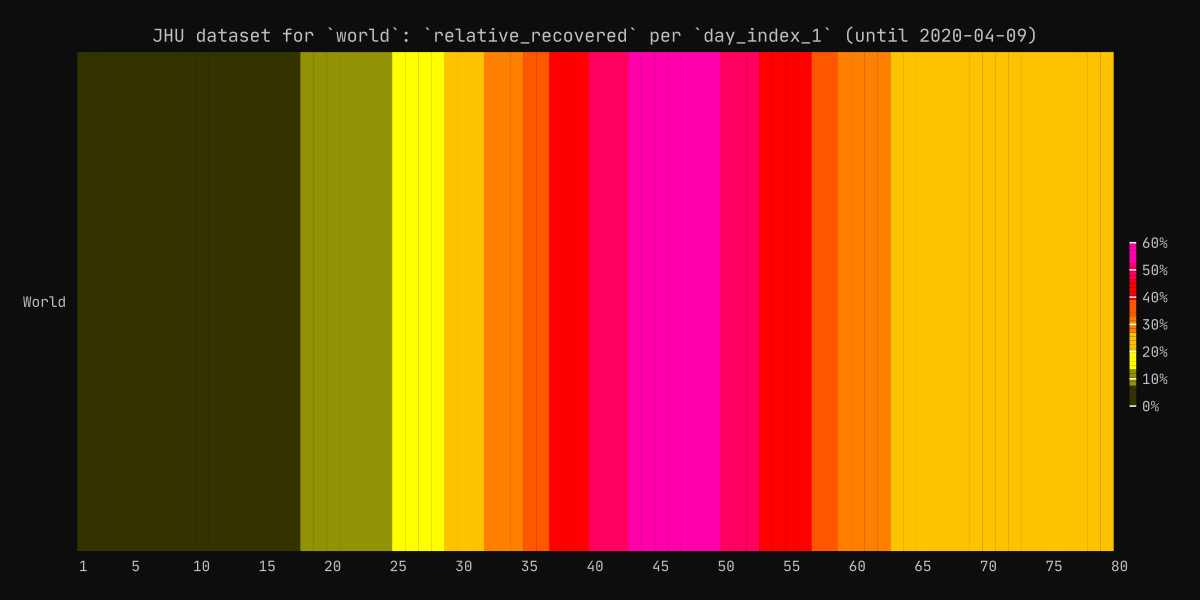 JHU dataset for `world`: `relative_recovered` per `day_index_1` (until 2020-04-09)
60%
50%
40%
30%
20%
10%
0%
World
1 5 10 15 20 25 30 35 40 45 50 55 60 65 70 75 80